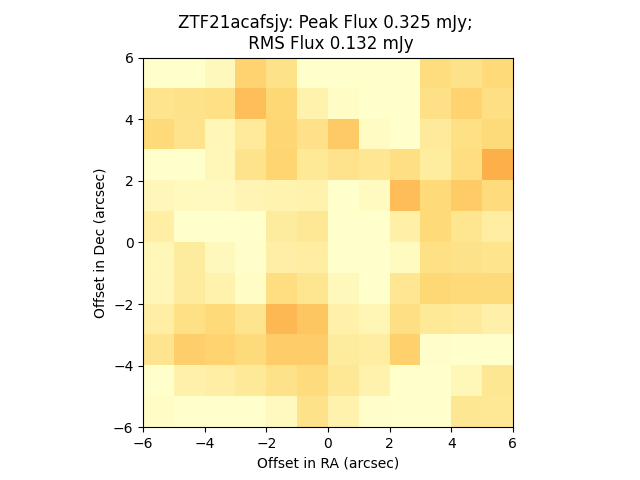 ZTF21acafsjy: Peak Flux 0.325 mJy;
RMS Flux 0.132 mJy
6
4
2
0
−2
−4
−6
Offset in Dec (arcsec)
−6 −4 −2 0 2 4 6
Offset in RA (arcsec)